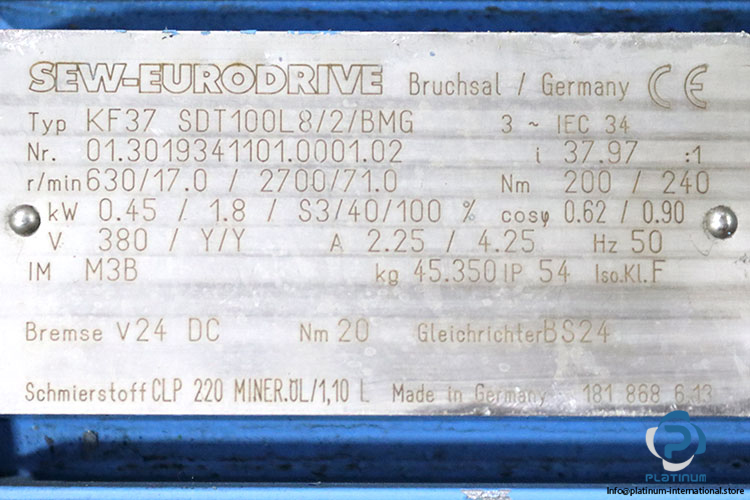 SEW-EURODRIVE Bruchsal / Germany CE
Typ KF37 SDT100L8/2/BMG 3 ~ IEC 34
Nr. 01.3019341101.0001.02 i 37.97 :1
r/min 630/17.0 / 2700/71.0 Nm 200 / 240
kW 0.45 / 1.8 / S3/40/100 % cosφ 0.62 / 0.90
V 380 / Y/Y A 2.25 / 4.25 Hz 50
IM M3B kg 45.350 IP 54 Iso.Kl. F
Bremse V 24 DC Nm 20 Gleichrichter BS24
Schmierstoff CLP 220 MINER.ÖL/1,10 L Made in Germany 181 868 6.13
PLATINUM
Info@platinum-international.store